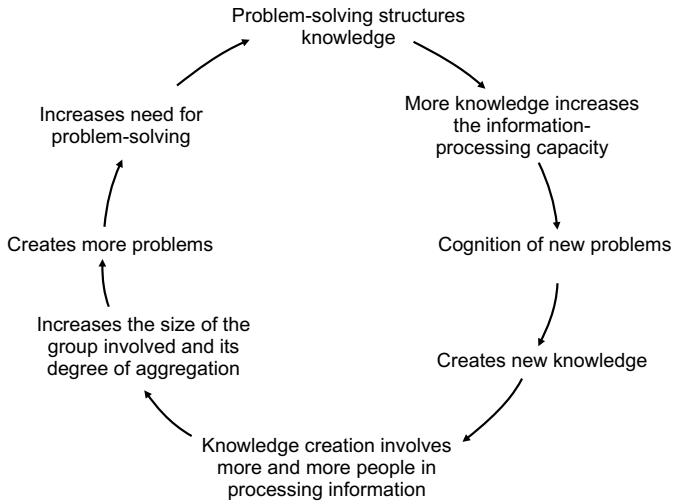 Problem-solving structures
knowledge
More knowledge increases
the information-
processing capacity
Cognition of new problems
Creates new knowledge
Knowledge creation involves
more and more people in
processing information
Increases the size of the
group involved and its
degree of aggregation
Creates more problems
Increases need for
problem-solving